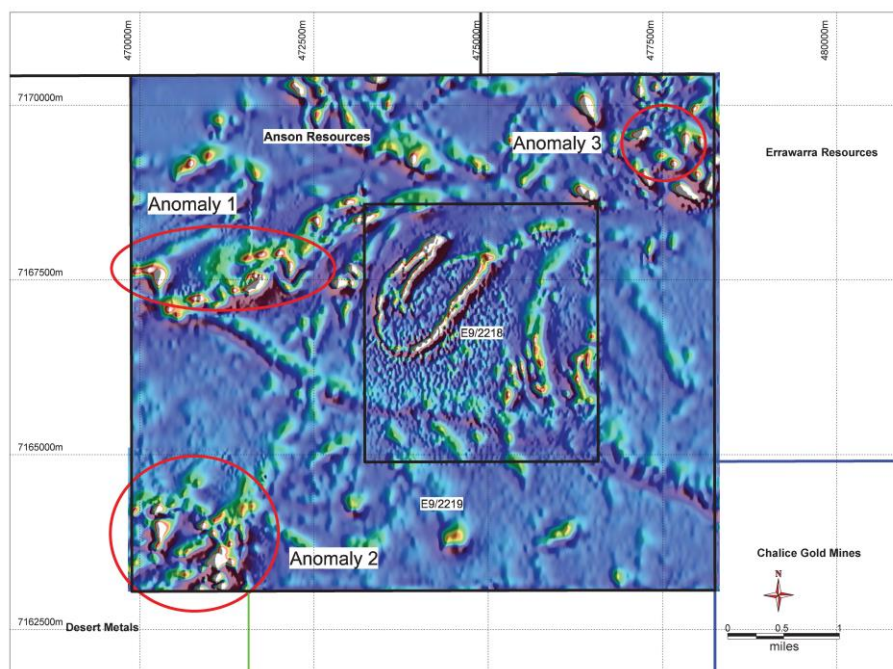 470000m
472500m
475000m
477500m
480000m
7170000m
Anson Resources
Anomaly 3
Errawarra Resources
Anomaly 1
7167500m
E9/2218
7165000m
E9/2219
Anomaly 2
Chalice Gold Mines
N
7162500m
Desert Metals
0 0.5 1
miles